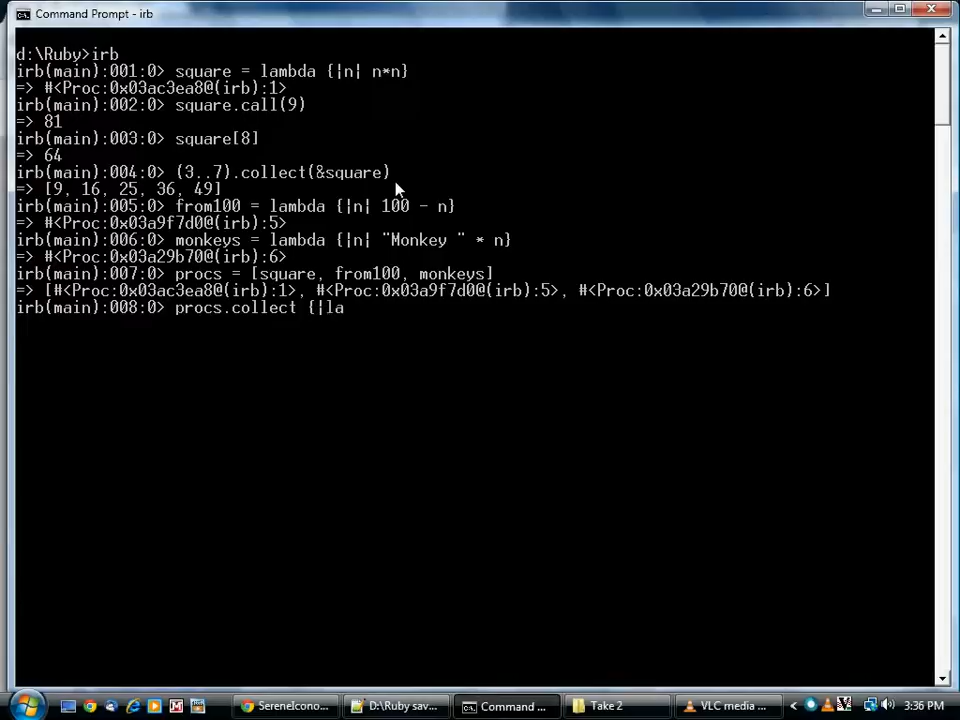 Command Prompt - irb
d:\Ruby>irb
irb(main):001:0> square = lambda {|n| n*n}
=> #<Proc:0x03ac3ea8@(irb):1>
irb(main):002:0> square.call(9)
=> 81
irb(main):003:0> square[8]
=> 64
irb(main):004:0> (3..7).collect(&square)
=> [9, 16, 25, 36, 49]
irb(main):005:0> from100 = lambda {|n| 100 - n}
=> #<Proc:0x03a9f7d0@(irb):5>
irb(main):006:0> monkeys = lambda {|n| "Monkey " * n}
=> #<Proc:0x03a29b70@(irb):6>
irb(main):007:0> procs = [square, from100, monkeys]
=> [#<Proc:0x03ac3ea8@(irb):1>, #<Proc:0x03a9f7d0@(irb):5>, #<Proc:0x03a29b70@(irb):6>]
irb(main):008:0> procs.collect {|la
SereneIcono... D:\Ruby sav... Command ... Take 2 VLC media ... 3:36 PM